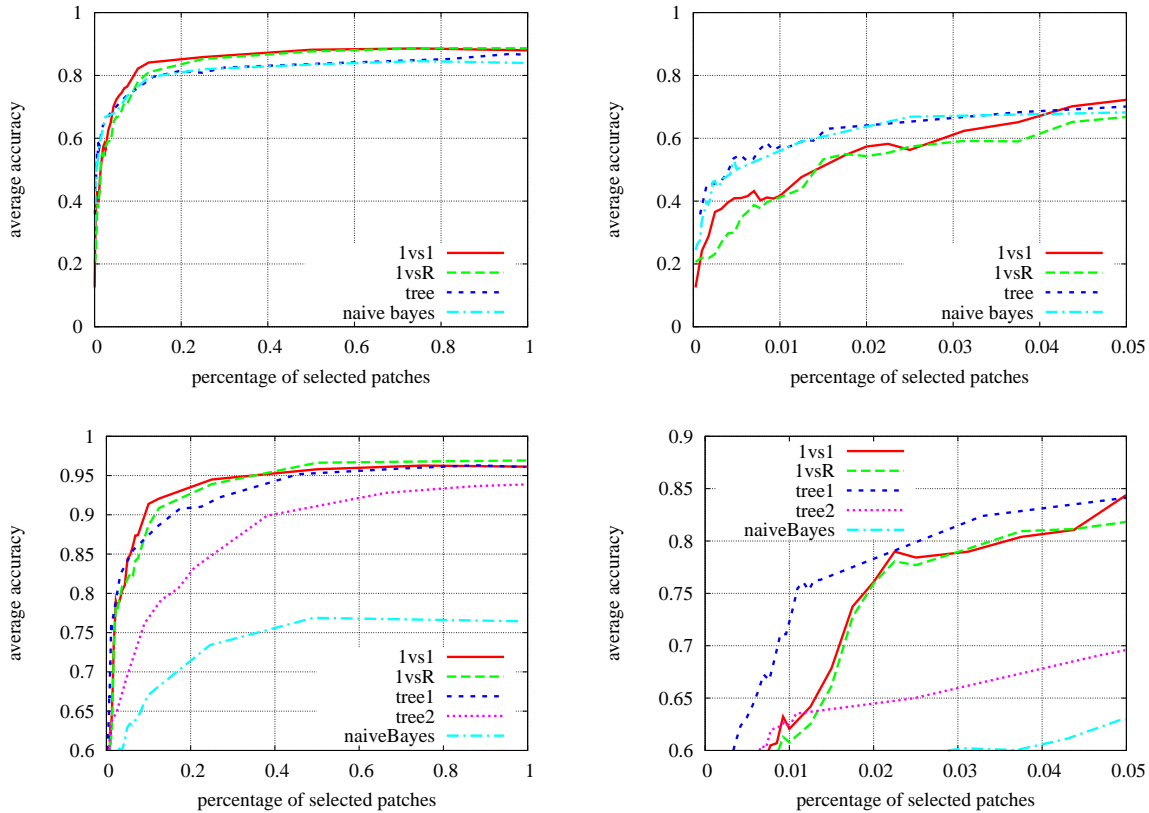 1
0.8
0.6
0.4
0.2
0
average accuracy
1vs1
1vsR
tree
naive bayes
0 0.2 0.4 0.6 0.8 1
percentage of selected patches
1
0.8
0.6
0.4
0.2
0
average accuracy
1vs1
1vsR
tree
naive bayes
0 0.01 0.02 0.03 0.04 0.05
percentage of selected patches
1
0.95
0.9
0.85
0.8
0.75
0.7
0.65
0.6
average accuracy
1vs1
1vsR
tree1
tree2
naiveBayes
0 0.2 0.4 0.6 0.8 1
percentage of selected patches
0.9
0.85
0.8
0.75
0.7
0.65
0.6
average accuracy
1vs1
1vsR
tree1
tree2
naiveBayes
0 0.01 0.02 0.03 0.04 0.05
percentage of selected patches